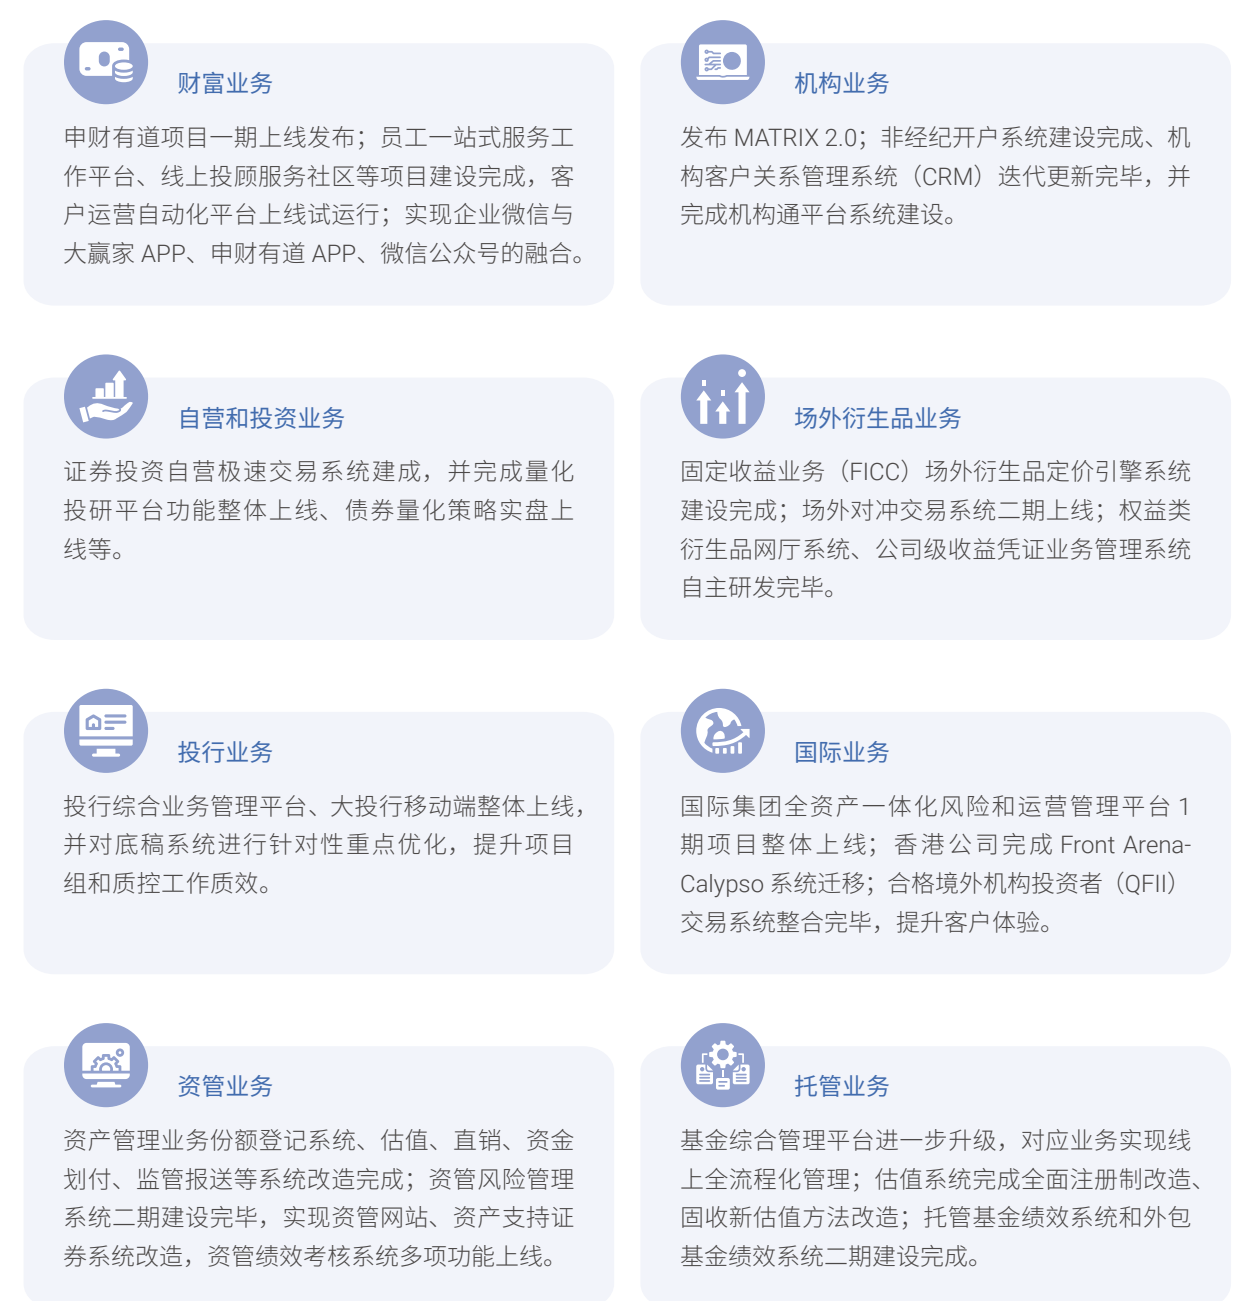 财富业务
申财有道项目一期上线发布；员工一站式服务工
作平台、线上投顾服务社区等项目建设完成，客
户运营自动化平台上线试运行；实现企业微信与
大赢家 APP、申财有道 APP、微信公众号的融合。
机构业务
发布 MATRIX 2.0；非经纪开户系统建设完成、机
构客户关系管理系统（CRM）迭代更新完毕，并
完成机构通平台系统建设。
自营和投资业务
证券投资自营极速交易系统建成，并完成量化
投研平台功能整体上线、债券量化策略实盘上
线等。
场外衍生品业务
固定收益业务（FICC）场外衍生品定价引擎系统
建设完成；场外对冲交易系统二期上线；权益类
衍生品网厅系统、公司级收益凭证业务管理系统
自主研发完毕。
投行业务
投行综合业务管理平台、大投行移动端整体上线，
并对底稿系统进行针对性重点优化，提升项目
组和质控工作质效。
国际业务
国际集团全资产一体化风险和运营管理平台 1
期项目整体上线；香港公司完成 Front Arena-
Calypso 系统迁移；合格境外机构投资者（QFII）
交易系统整合完毕，提升客户体验。
资管业务
资产管理业务份额登记系统、估值、直销、资金
划付、监管报送等系统改造完成；资管风险管理
系统二期建设完毕，实现资管网站、资产支持证
券系统改造，资管绩效考核系统多项功能上线。
托管业务
基金综合管理平台进一步升级，对应业务实现线
上全流程化管理；估值系统完成全面注册制改造、
固收新估值方法改造；托管基金绩效系统和外包
基金绩效系统二期建设完成。